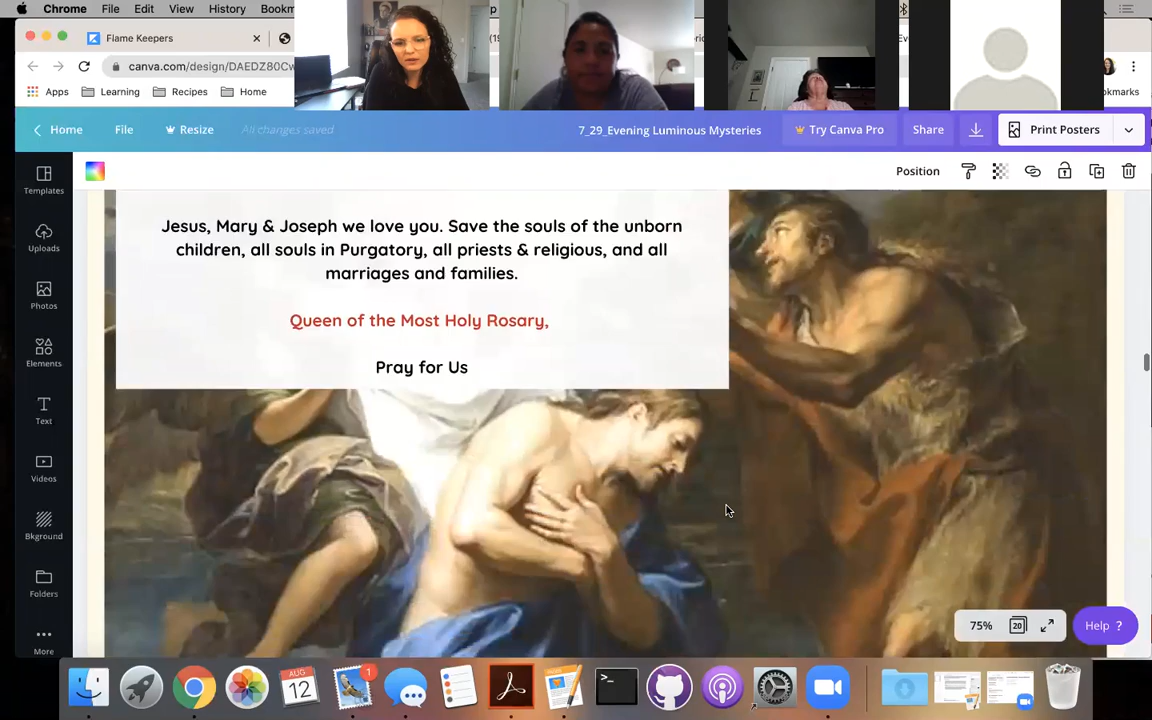 Chrome File Edit View History Bookm
Flame Keepers
canva.com/design/DAEDZ80Cw
Apps Learning Recipes Home
Home File Resize All changes saved 7_29_Evening Luminous Mysteries Try Canva Pro Share Print Posters
Position
Templates
Uploads
Photos
Elements
Text
Videos
Bkground
Folders
More
Jesus, Mary & Joseph we love you. Save the souls of the unborn
children, all souls in Purgatory, all priests & religious, and all
marriages and families.
Queen of the Most Holy Rosary,
Pray for Us
75% 20 Help ?
AUG
12
1
>_